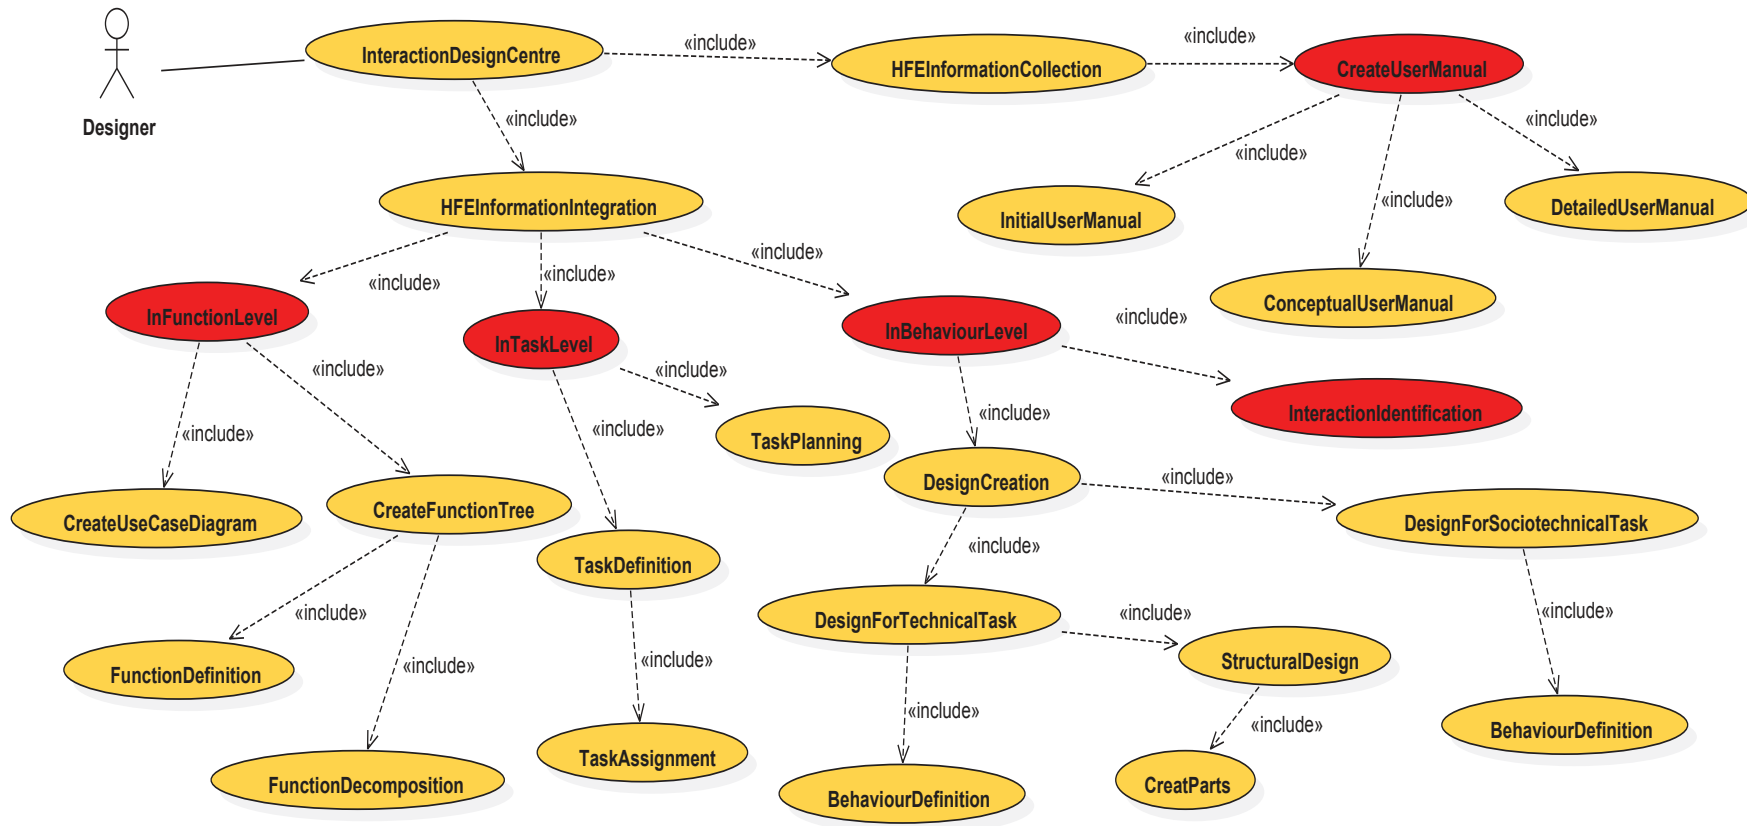 InteractionDesignCentre
«include»
HFEInformationCollection
«include»
CreateUserManual
Designer
«include»
«include»
«include»
HFEInformationIntegration
InitialUserManual
«include»
DetailedUserManual
«include»
«include»
«include»
ConceptualUserManual
InFunctionLevel
InTaskLevel
InBehaviourLevel
«include»
«include»
«include»
InteractionIdentification
«include»
«include»
«include»
TaskPlanning
DesignCreation
«include»
CreateUseCaseDiagram
CreateFunctionTree
DesignForSociotechnicalTask
«include»
TaskDefinition
«include»
DesignForTechnicalTask
«include»
«include»
FunctionDefinition
«include»
«include»
StructuralDesign
«include»
«include»
BehaviourDefinition
TaskAssignment
FunctionDecomposition
BehaviourDefinition
CreatParts